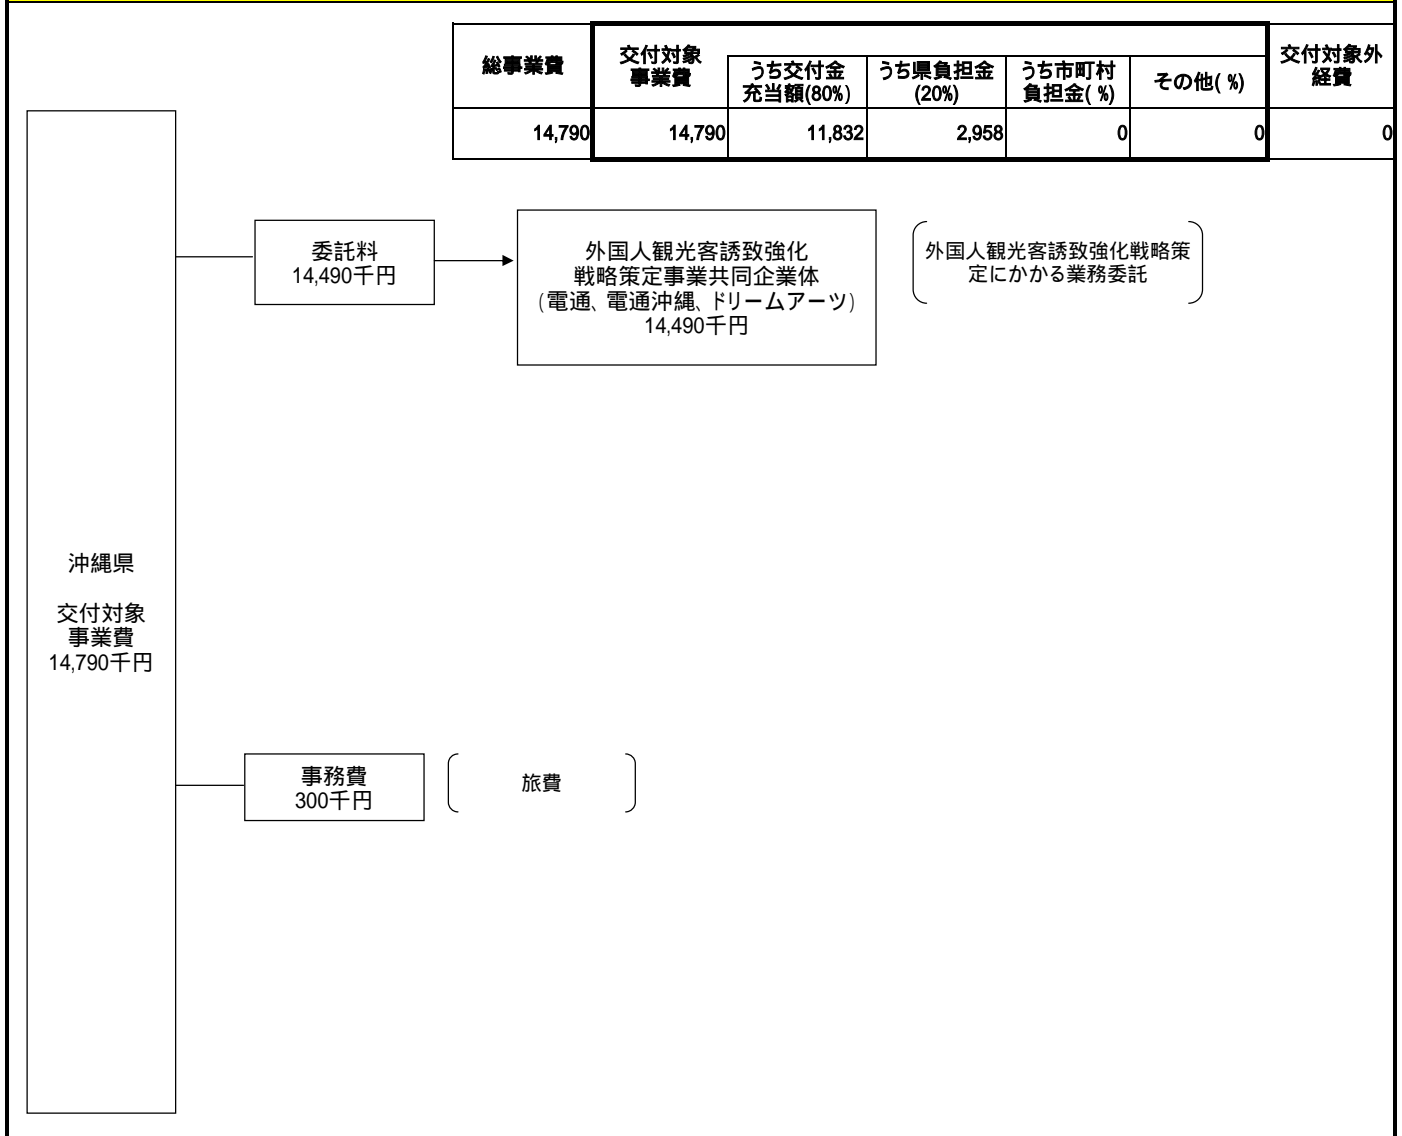 総事業費
交付対象
事業費
うち交付金
充当額(80%)
うち県負担金
(20%)
うち市町村
負担金( %)
その他( %)
交付対象外
経費
14,790 14,790 11,832 2,958 0 0 0
委託料
14,490千円
外国人観光客誘致強化
戦略策定事業共同企業体
(電通、電通沖縄、ドリームアーツ)
14,490千円
外国人観光客誘致強化戦略策
定にかかる業務委託
沖縄県
交付対象
事業費
14,790千円
事務費
300千円
旅費